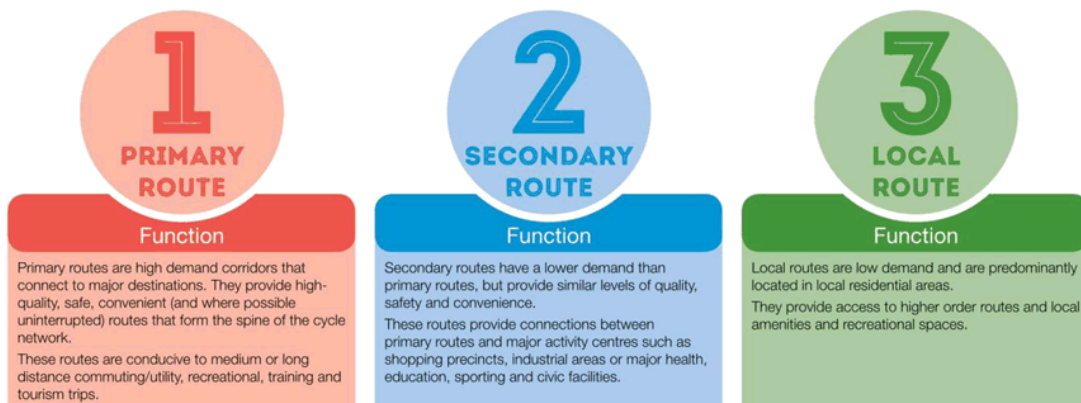 1
PRIMARY
ROUTE
Function
Primary routes are high demand corridors that
connect to major destinations. They provide high-
quality, safe, convenient (and where possible
uninterrupted) routes that form the spine of the cycle
network.
These routes are conducive to medium or long
distance commuting/utility, recreational, training and
tourism trips.
2
SECONDARY
ROUTE
Function
Secondary routes have a lower demand than
primary routes, but provide similar levels of quality,
safety and convenience.
These routes provide connections between
primary routes and major activity centres such as
shopping precincts, industrial areas or major health,
education, sporting and civic facilities.
3
LOCAL
ROUTE
Function
Local routes are low demand and are predominantly
located in local residential areas.
They provide access to higher order routes and local
amenities and recreational spaces.